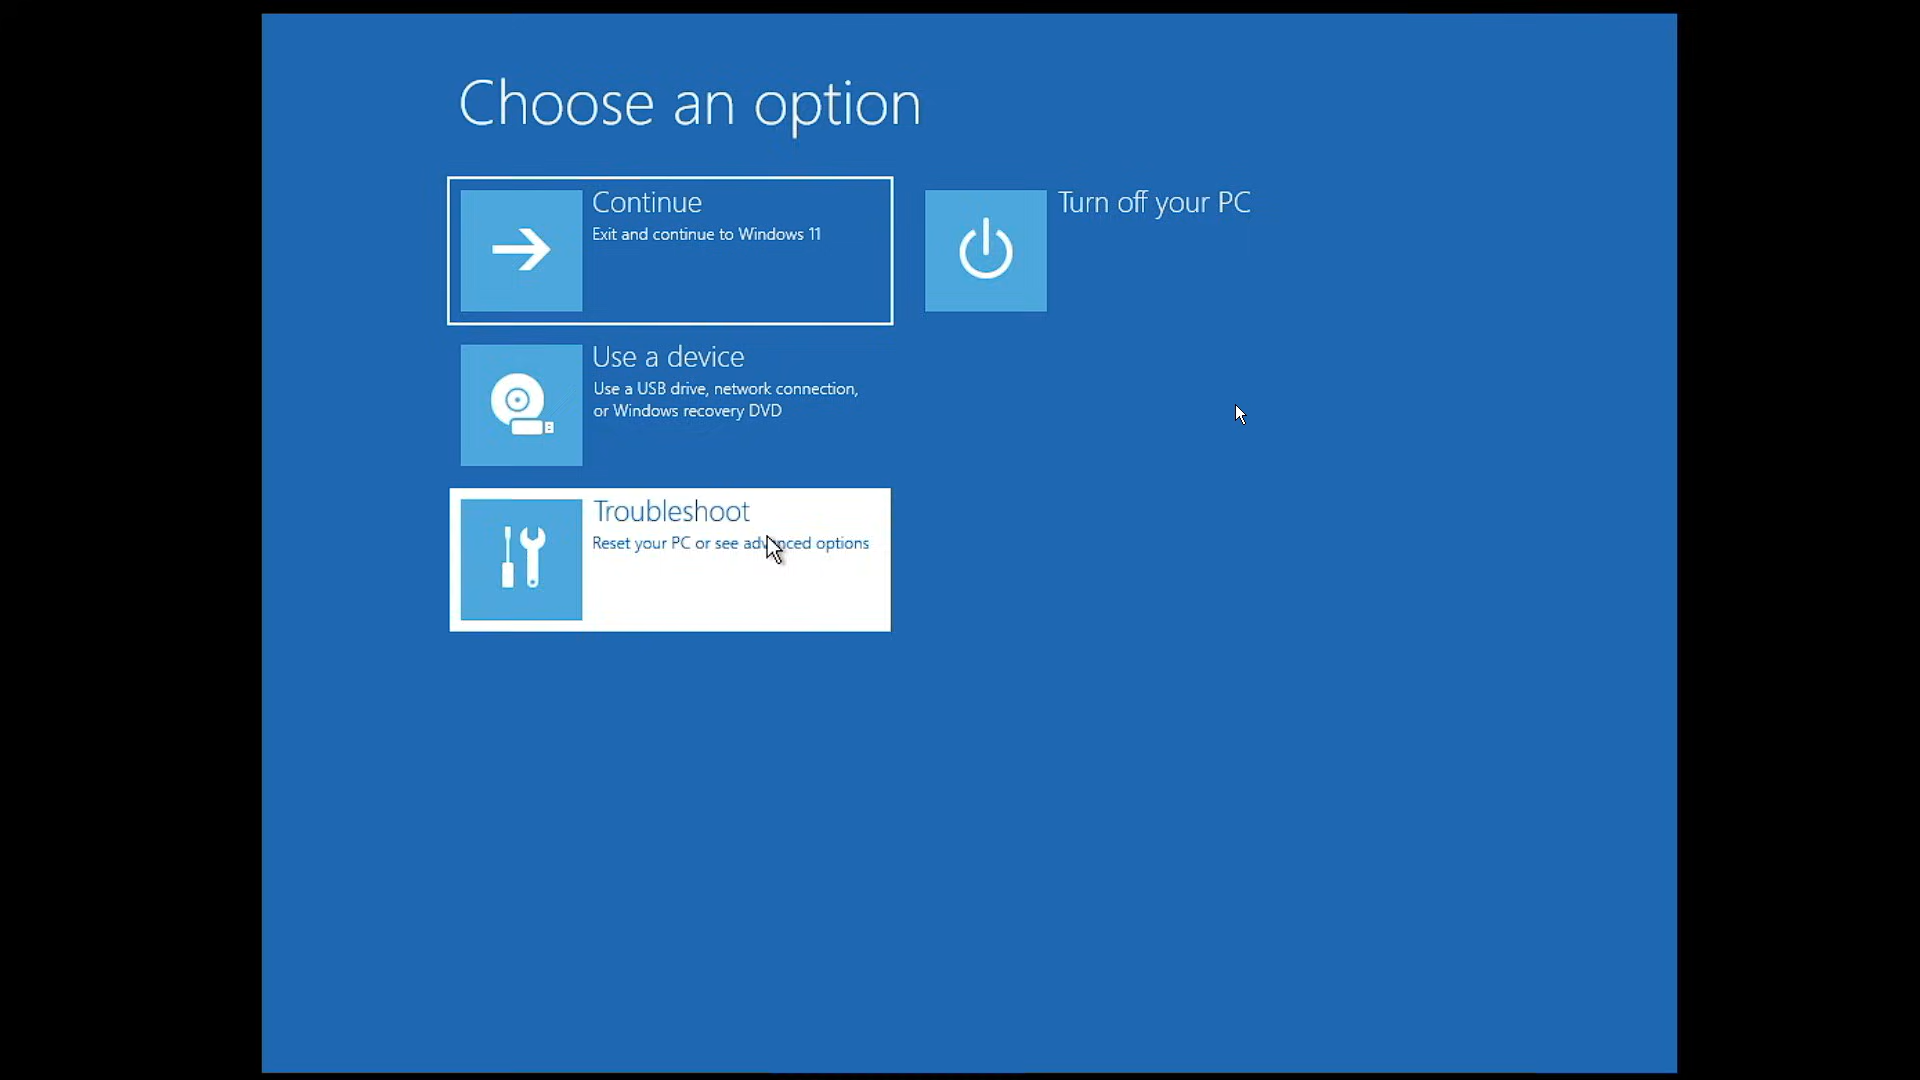 Choose an option
Continue
Exit and continue to Windows 11
Turn off your PC
Use a device
Use a USB drive, network connection,
or Windows recovery DVD
Troubleshoot
Reset your PC or see advanced options